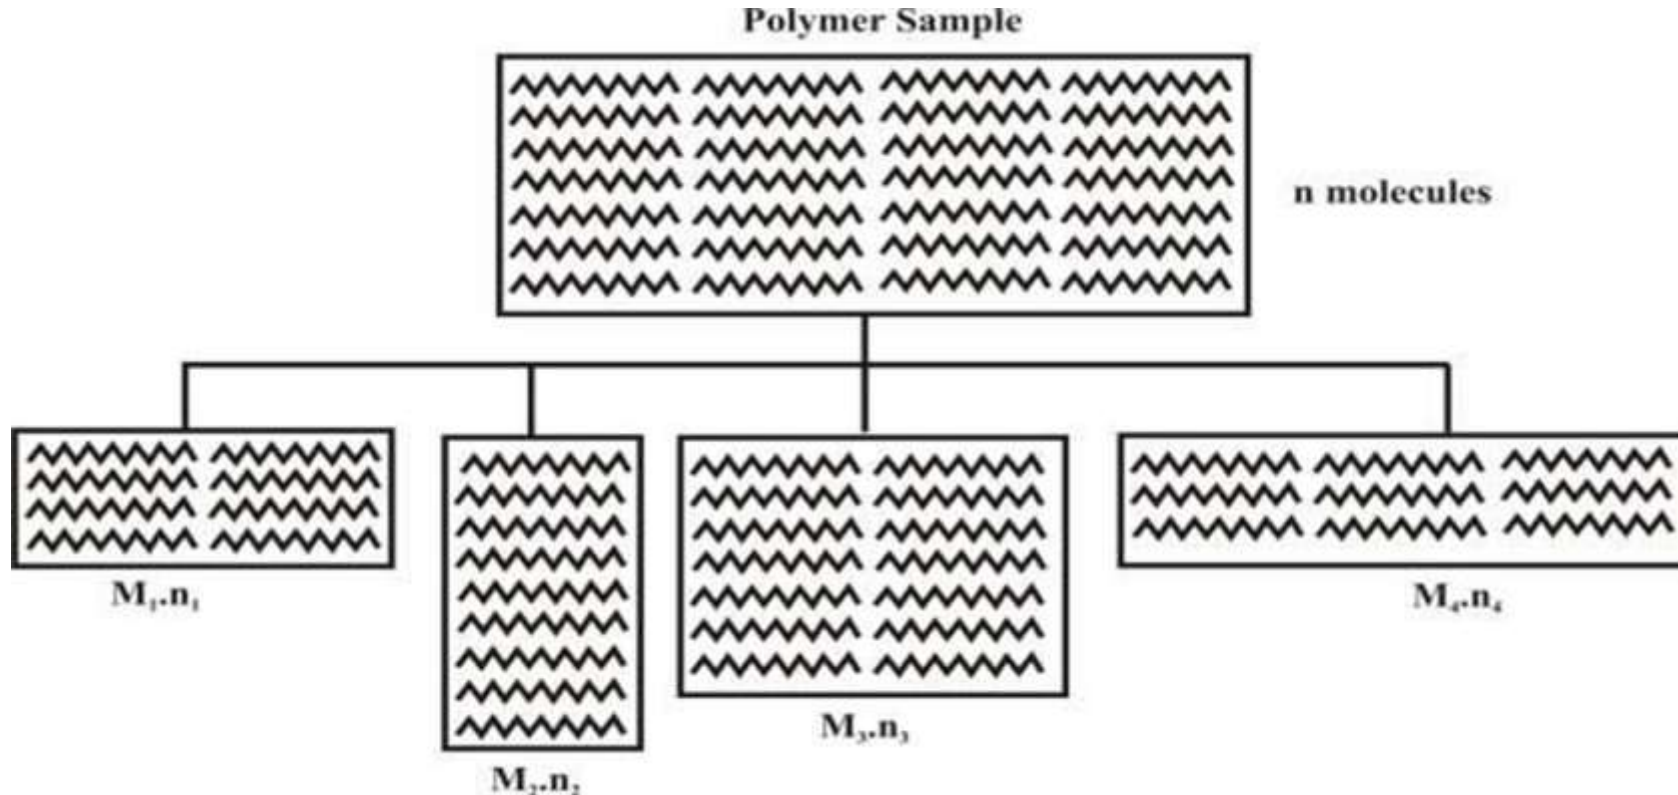 Polymer Sample
n molecules
M₁.n₁
M₂.n₂
M₃.n₃
M₄.n₄